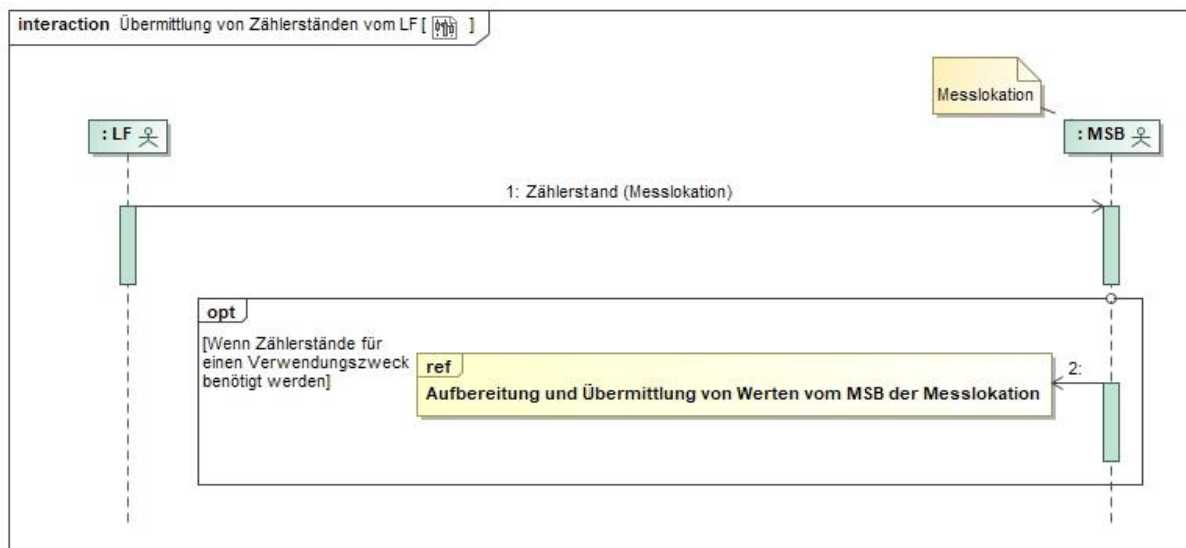 interaction Übermittlung von Zählerständen vom LF [ ]
Messlokation
: LF
: MSB
1: Zählerstand (Messlokation)
opt
[Wenn Zählerstände für
einen Verwendungszweck
benötigt werden]
ref
2:
Aufbereitung und Übermittlung von Werten vom MSB der Messlokation